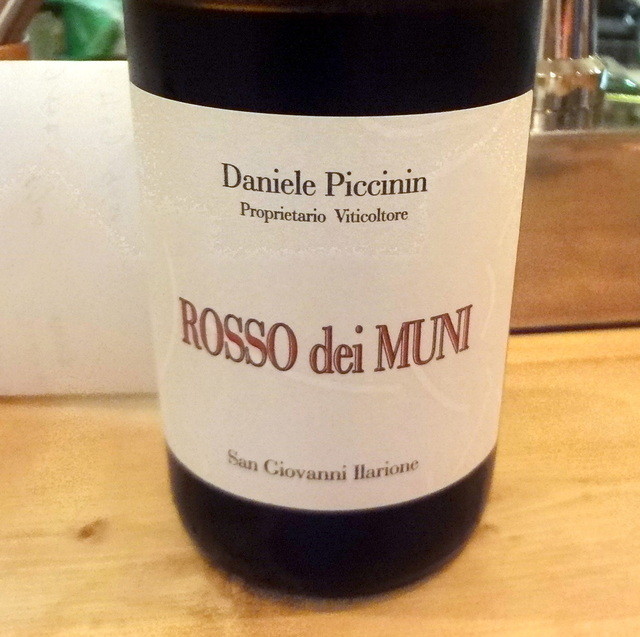 Daniele Piccinin
Proprietario Viticoltore
ROSSO dei MUNI
San Giovanni Ilarione